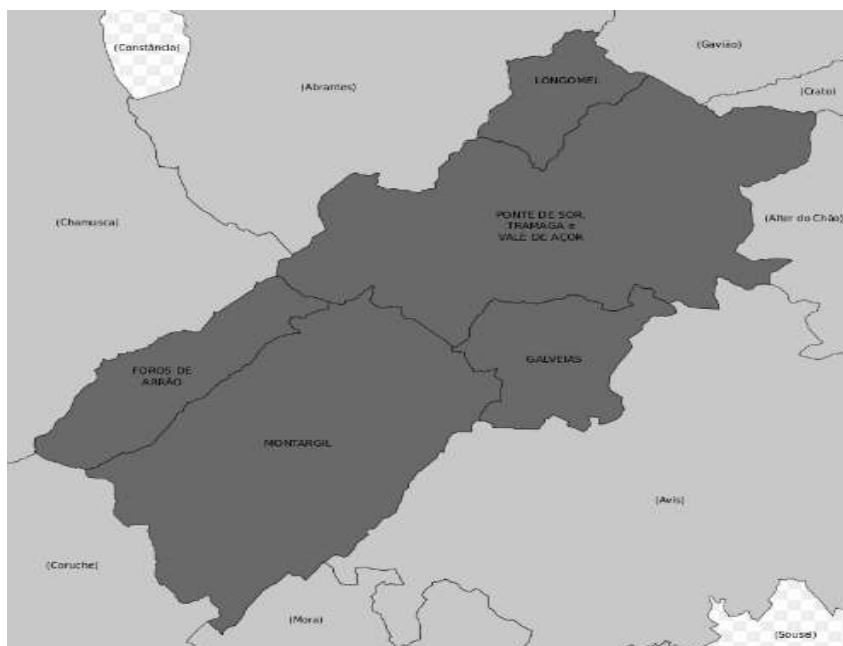 (Constância)
(Gavião)
(Abrantes)
LONGOMEL
(Crato)
(Chamusca)
PONTE DE SOR,
TRAMAGA e
VALE DE AÇOR
(Alter do Chão)
FOROS DE
ARRÃO
GALVEIAS
MONTARGIL
(Avis)
(Coruche)
(Mora)
(Sousel)